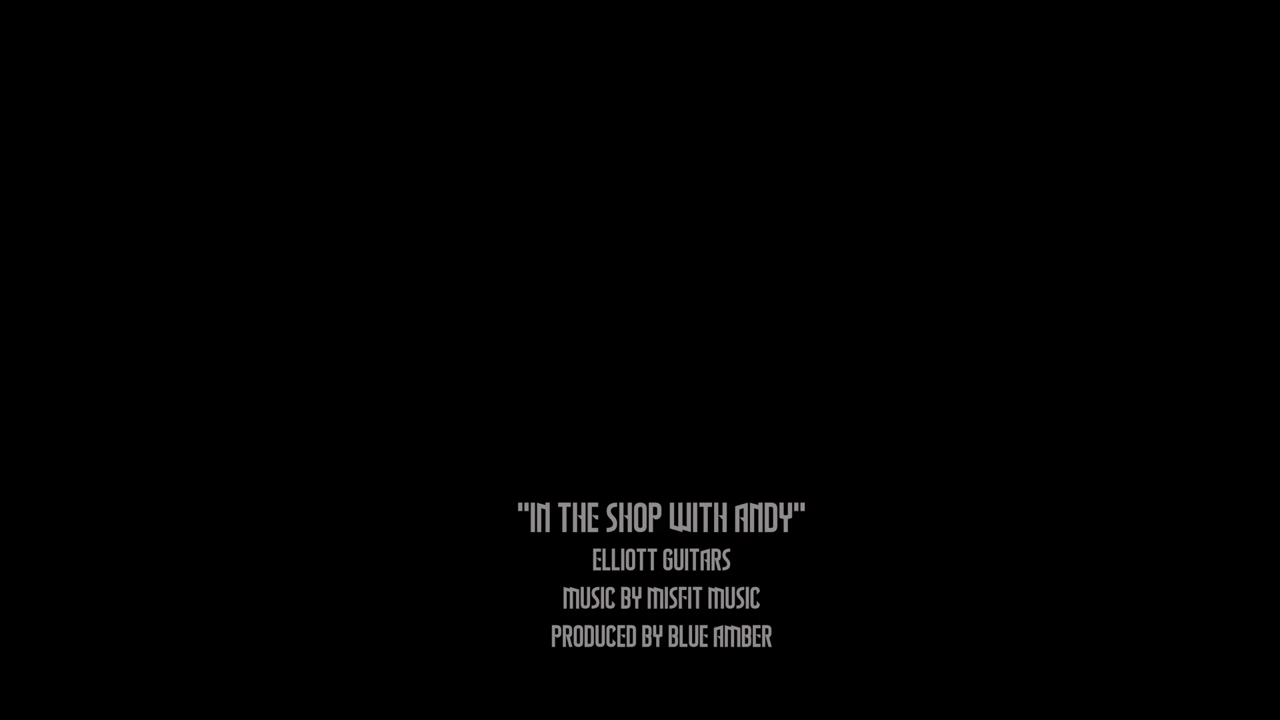 "IN THE SHOP WITH ANDY"
ELLIOTT GUITARS
MUSIC BY MISFIT MUSIC
PRODUCED BY BLUE AMBER